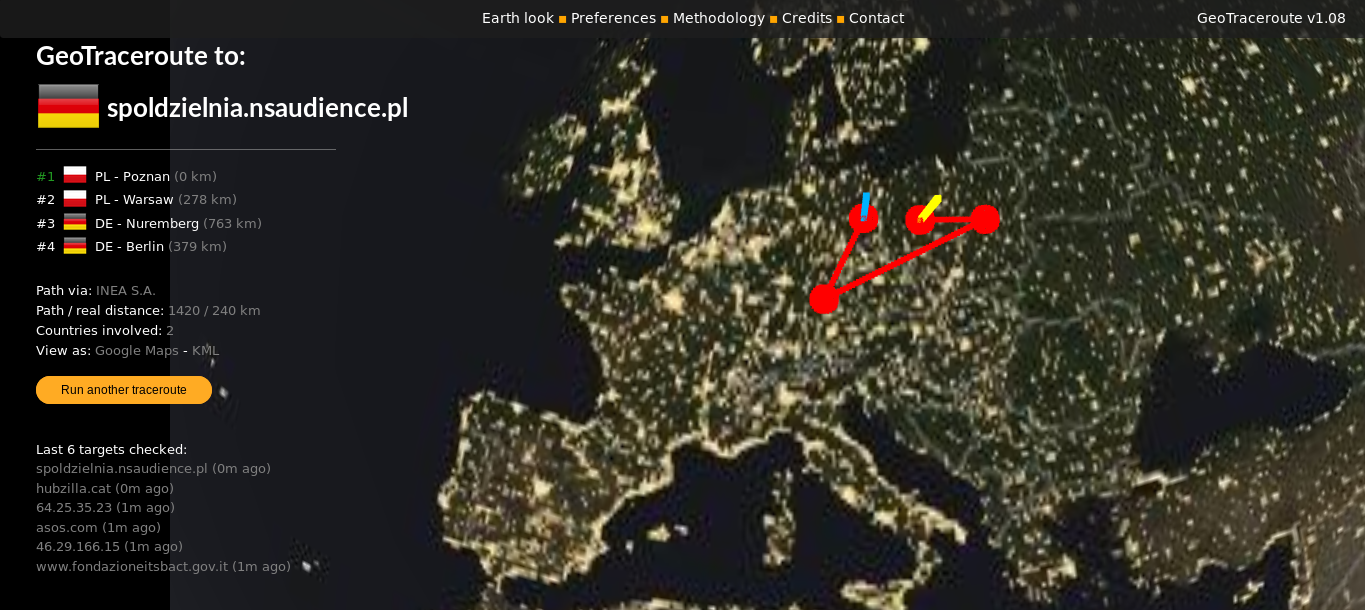 Earth look ■ Preferences ■ Methodology ■ Credits ■ Contact
GeoTraceroute v1.08
GeoTraceroute to:
spoldzielnia.nsaudience.pl
#1 PL - Poznan (0 km)
#2 PL - Warsaw (278 km)
#3 DE - Nuremberg (763 km)
#4 DE - Berlin (379 km)
Path via: INEA S.A.
Path / real distance: 1420 / 240 km
Countries involved: 2
View as: Google Maps - KML
Run another traceroute
Last 6 targets checked:
spoldzielnia.nsaudience.pl (0m ago)
hubzilla.cat (0m ago)
64.25.35.23 (1m ago)
asos.com (1m ago)
46.29.166.15 (1m ago)
www.fondazioneitsbact.gov.it (1m ago)